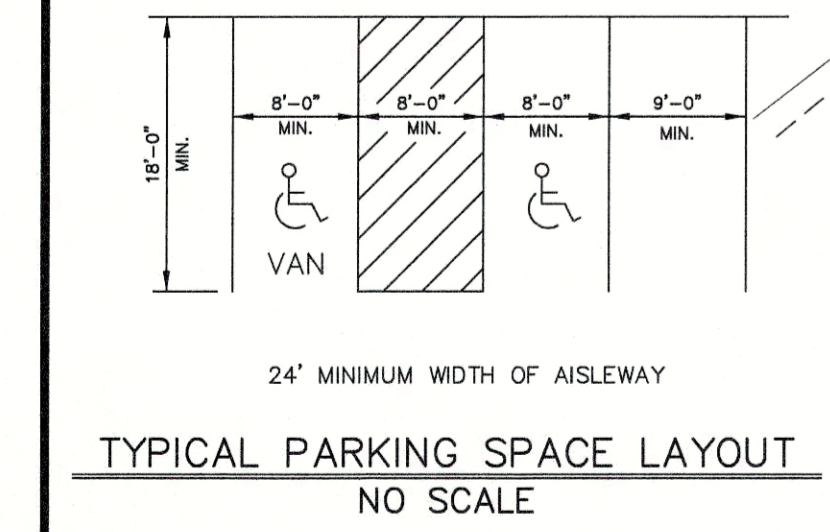 8'-0" 8'-0" 8'-0" 9'-0"
MIN. MIN. MIN. MIN.
18'-0"
MIN.
VAN
24' MINIMUM WIDTH OF AISLEWAY
TYPICAL PARKING SPACE LAYOUT
NO SCALE